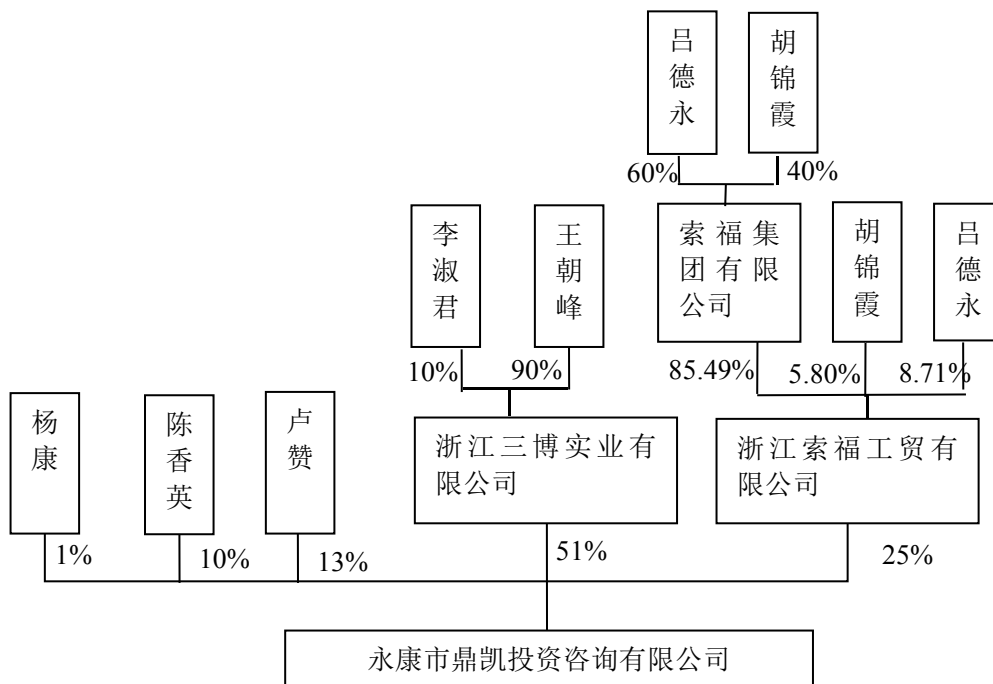 吕德永
胡锦霞
60%
40%
李淑君
王朝峰
索福集
团有限
公司
胡锦霞
吕德永
10%
90%
85.49%
5.80%
8.71%
杨康
陈香英
卢赞
浙江三博实业有
限公司
浙江索福工贸有
限公司
1%
10%
13%
51%
25%
永康市鼎凯投资咨询有限公司